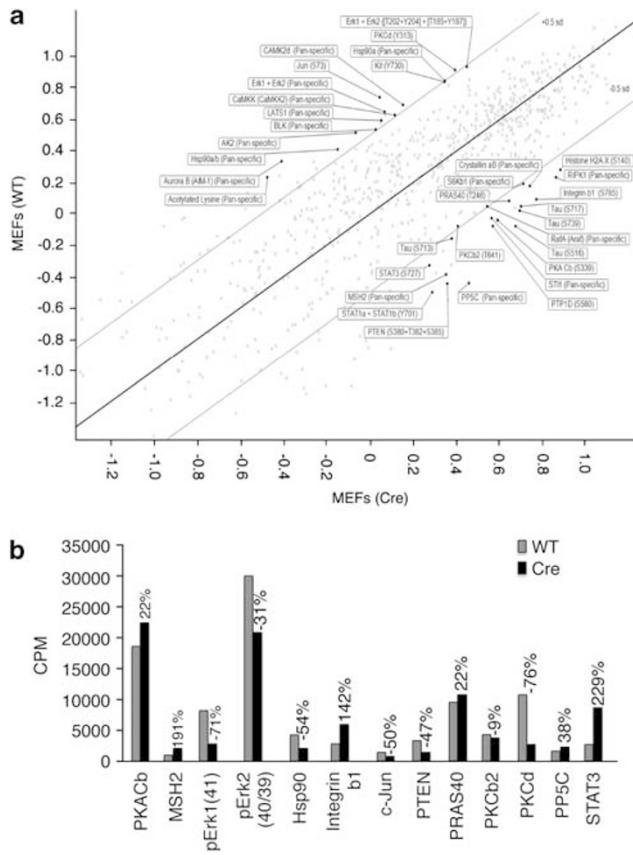 a
Erk1 + Erk2 ([T202+Y204] + [T185+Y187])
PKCd (Y313)
+0.5 sd
Hsp90a (Pan-specific)
CAMK2d (Pan-specific)
Kit (Y730)
Jun (S73)
Erk1 + Erk2 (Pan-specific)
-0.5 sd
CaMKK (CaMKK2) (Pan-specific)
LATS1 (Pan-specific)
BLK (Pan-specific)
AK2 (Pan-specific)
Hsp90a/b (Pan-specific)
Aurora B (AIM-1) (Pan-specific)
Acetylated Lysine (Pan-specific)
Crystallin aB (Pan-specific)
Histone H2A.X (S140)
S6Kb1 (Pan-specific)
RIPK1 (Pan-specific)
PRAS40 (T246)
Integrin b1 (S785)
Tau (S717)
Tau (S739)
Tau (S713)
PKCb2 (T641)
RafA (Araf) (Pan-specific)
Tau (S516)
STAT3 (S727)
PKA Cb (S339)
STI1 (Pan-specific)
MSH2 (Pan-specific)
PP5C (Pan-specific)
PTP1D (S580)
STAT1a + STAT1b (Y701)
PTEN (S380+T382+S385)
MEFs (WT)
1.0
0.8
0.6
0.4
0.2
0
-0.2
-0.4
-0.6
-0.8
-1.0
-1.2
-1.2
-1.0
-0.8
-0.6
-0.4
-0.2
0
0.2
0.4
0.6
0.8
1.0
MEFs (Cre)
b
WT
Cre
CPM
35000
30000
25000
20000
15000
10000
5000
0
22%
191%
-71%
-31%
-54%
142%
-50%
-47%
22%
-9%
-76%
38%
229%
PKACb
MSH2
pErk1(41)
pErk2
(40/39)
Hsp90
Integrin
b1
c-Jun
PTEN
PRAS40
PKCb2
PKCd
PP5C
STAT3